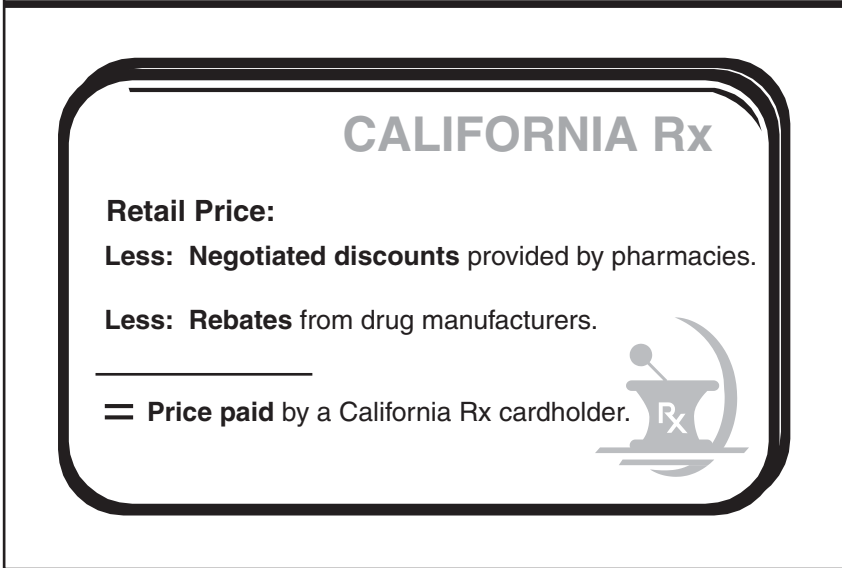 CALIFORNIA Rx
Retail Price:
Less: Negotiated discounts provided by pharmacies.
Less: Rebates from drug manufacturers.
= Price paid by a California Rx cardholder.
Rx